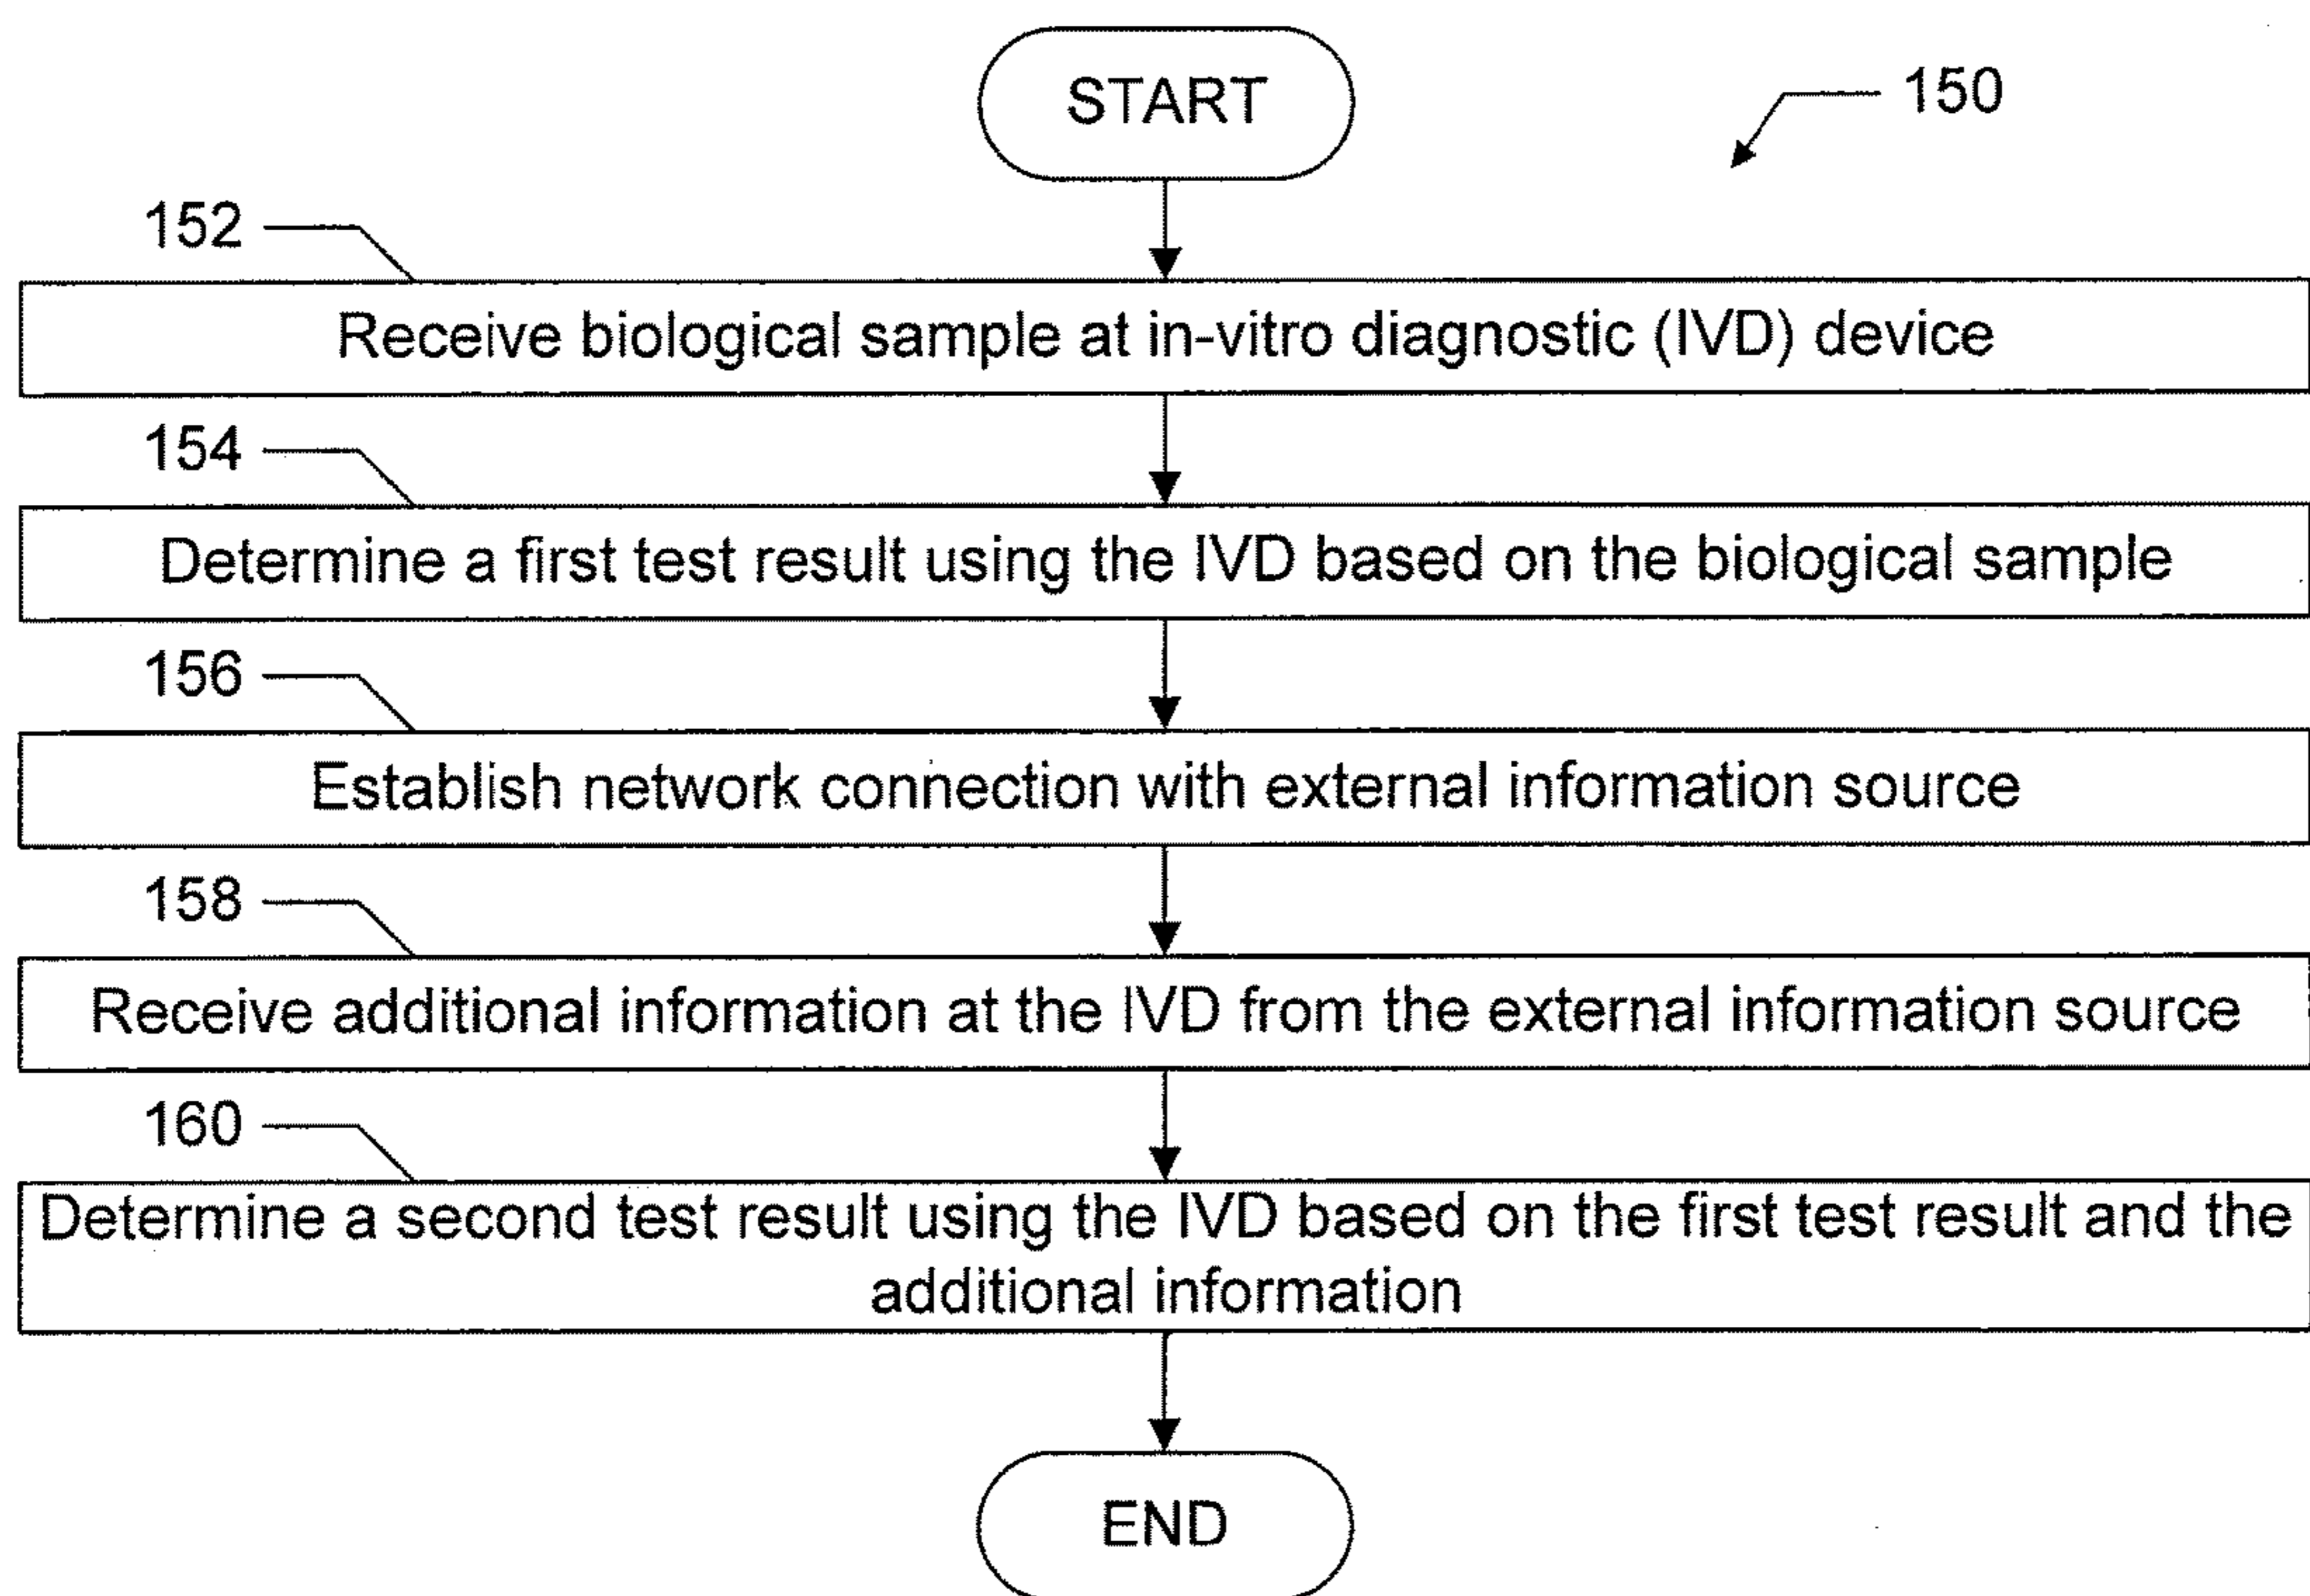 START
150
152
Receive biological sample at in-vitro diagnostic (IVD) device
154
Determine a first test result using the IVD based on the biological sample
156
Establish network connection with external information source
158
Receive additional information at the IVD from the external information source
160
Determine a second test result using the IVD based on the first test result and the
additional information
END